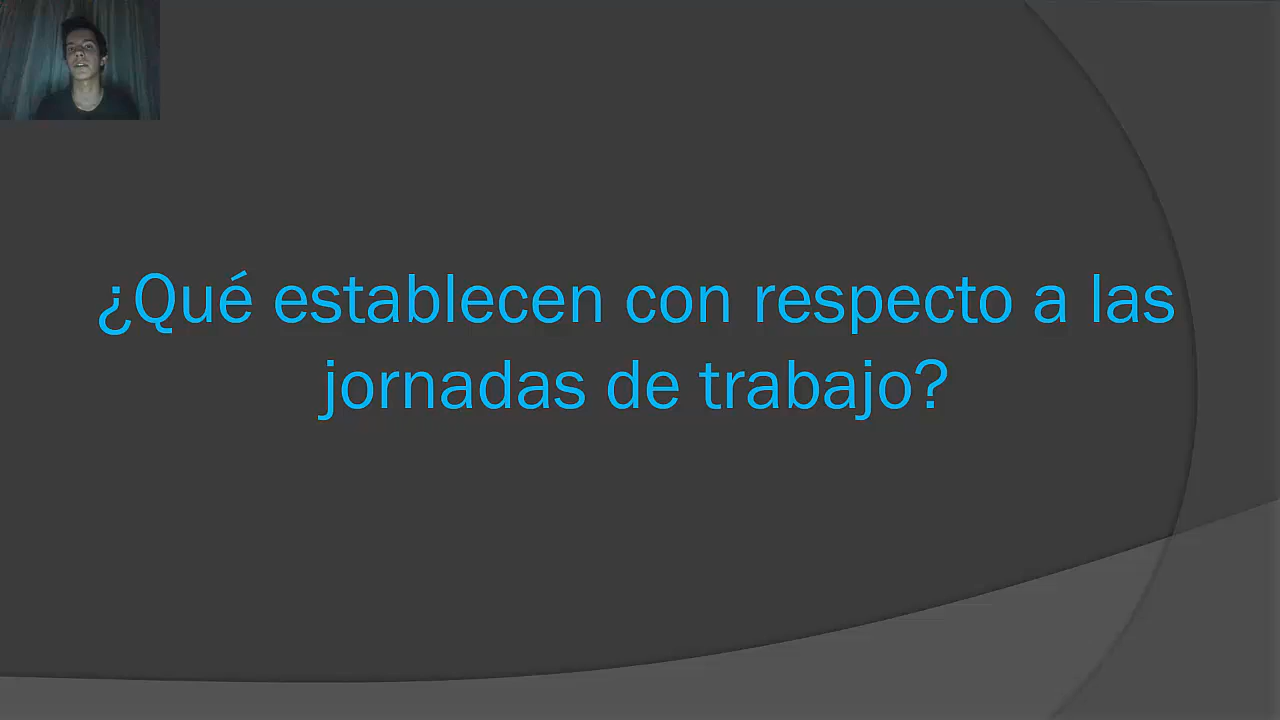 ¿Qué establecen con respecto a las
jornadas de trabajo?